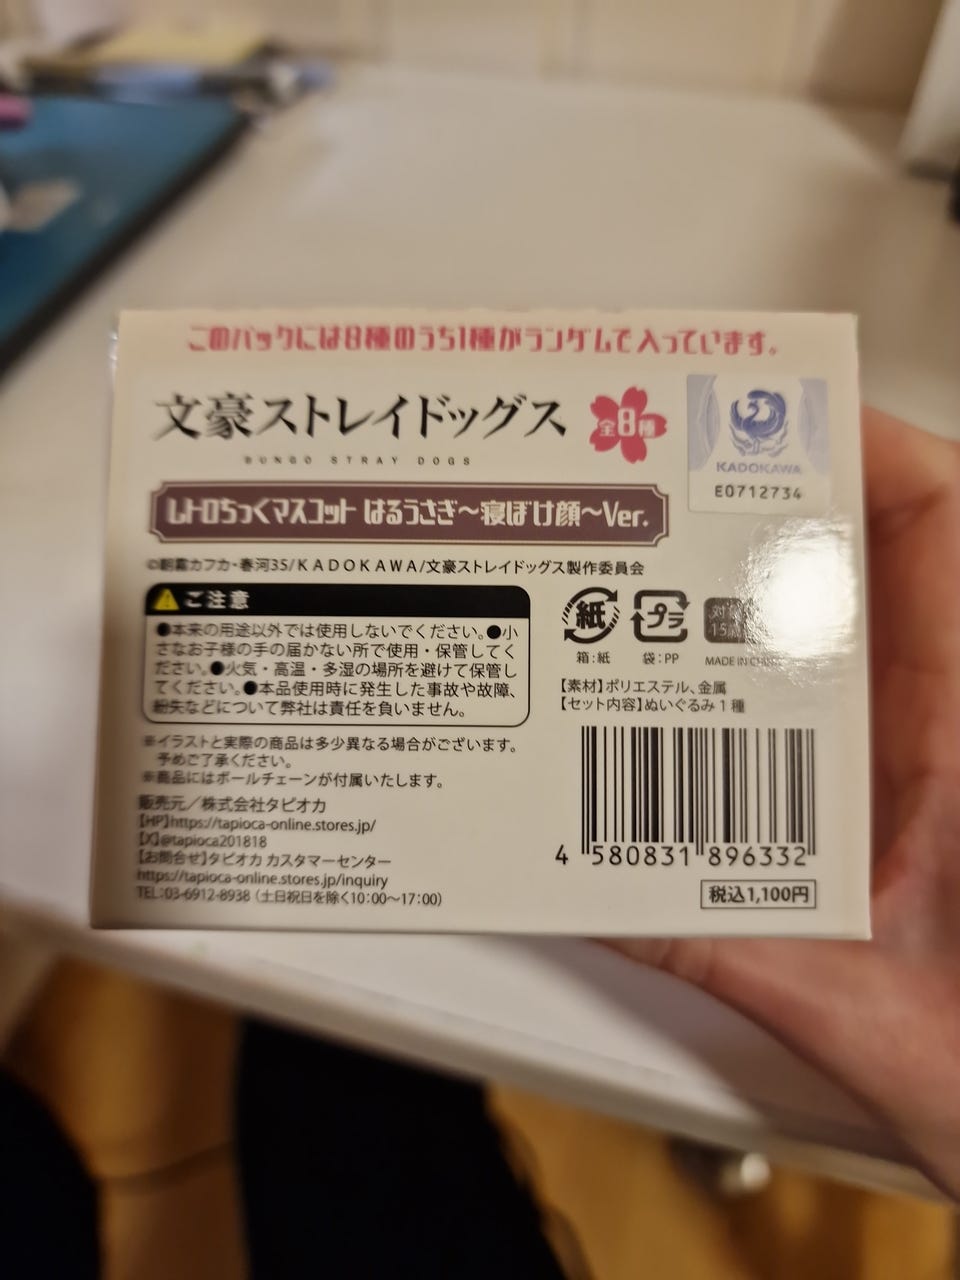 このパックには8種のうち1種がランダムで入っています。
文豪ストレイドッグス
BUNGO STRAY DOGS
全8種
KADOKAWA
E0712734
レトロちっくマスコット はるうさぎ〜寝ぼけ顔〜Ver.
©朝霧カフカ・春河35/KADOKAWA/文豪ストレイドッグス製作委員会
ご注意
●本来の用途以外では使用しないでください。●小
さなお子様の手の届かない所で使用・保管してく
ださい。●火気・高温・多湿の場所を避けて保管し
てください。●本品使用時に発生した事故や故障、
紛失などについて弊社は責任を負いません。
紙
プラ
対象
15歳
箱:紙
袋:PP
MADE IN
【素材】ポリエステル、金属
【セット内容】ぬいぐるみ1種
※イラストと実際の商品は多少異なる場合がございます。
予めご了承ください。
※商品にはボールチェーンが付属いたします。
販売元／株式会社タピオカ
【HP】https://tapioca-online.stores.jp/
【X】@tapioca201818
【お問合せ】タピオカ カスタマーセンター
https://tapioca-online.stores.jp/inquiry
TEL:03-6912-8938（土日祝日を除く10:00〜17:00）
4 580831 896332
税込1,100円